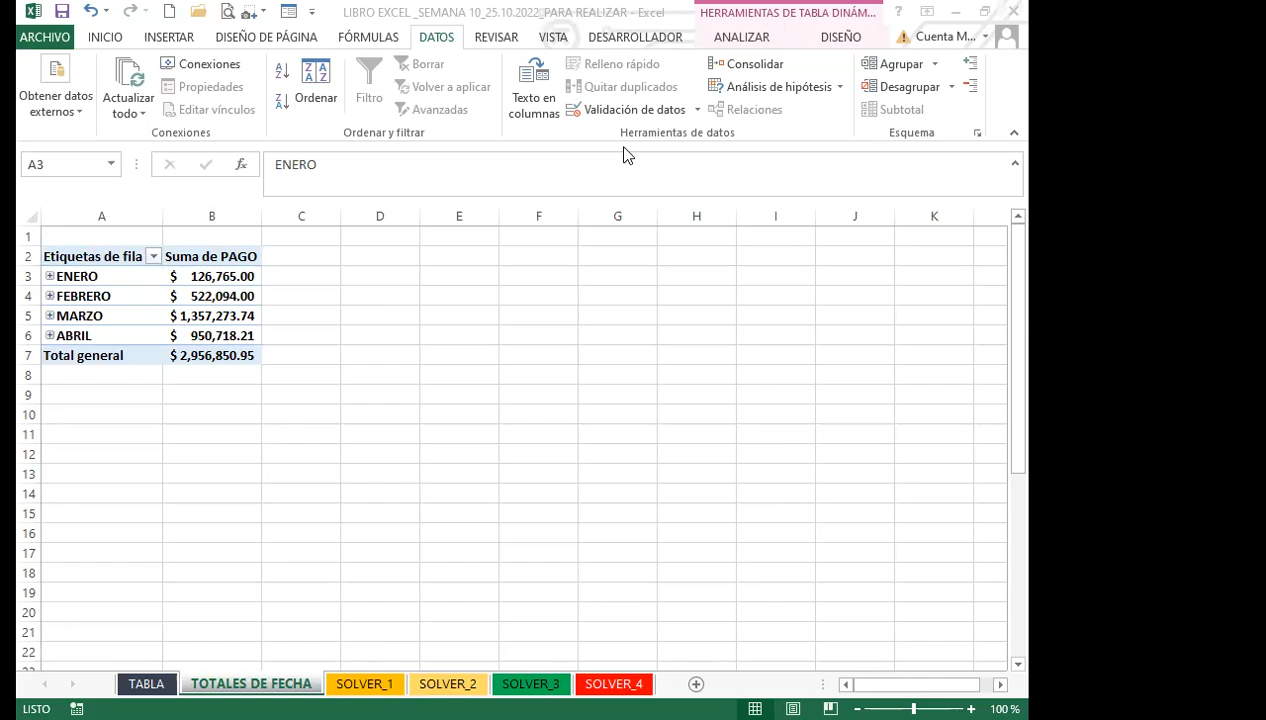 LIBRO EXCEL _SEMANA 10_25.10.2022_PARA REALIZAR - Excel
HERRAMIENTAS DE TABLA DINÁM...
?
ARCHIVO INICIO INSERTAR DISEÑO DE PÁGINA FÓRMULAS DATOS REVISAR VISTA DESARROLLADOR ANALIZAR DISEÑO Cuenta M...
Obtener datos externos
Actualizar todo
Conexiones
Propiedades
Editar vínculos
Conexiones
Ordenar
Filtro
Borrar
Volver a aplicar
Avanzadas
Ordenar y filtrar
Texto en columnas
Relleno rápido
Quitar duplicados
Validación de datos
Consolidar
Análisis de hipótesis
Relaciones
Herramientas de datos
Agrupar
Desagrupar
Subtotal
Esquema
A3 fx ENERO
A B C D E F G H I J K
1
2 Etiquetas de fila Suma de PAGO
3 ENERO $ 126,765.00
4 FEBRERO $ 522,094.00
5 MARZO $ 1,357,273.74
6 ABRIL $ 950,718.21
7 Total general $ 2,956,850.95
8
9
10
11
12
13
14
15
16
17
18
19
20
21
22
TABLA TOTALES DE FECHA SOLVER_1 SOLVER_2 SOLVER_3 SOLVER_4
LISTO 100 %